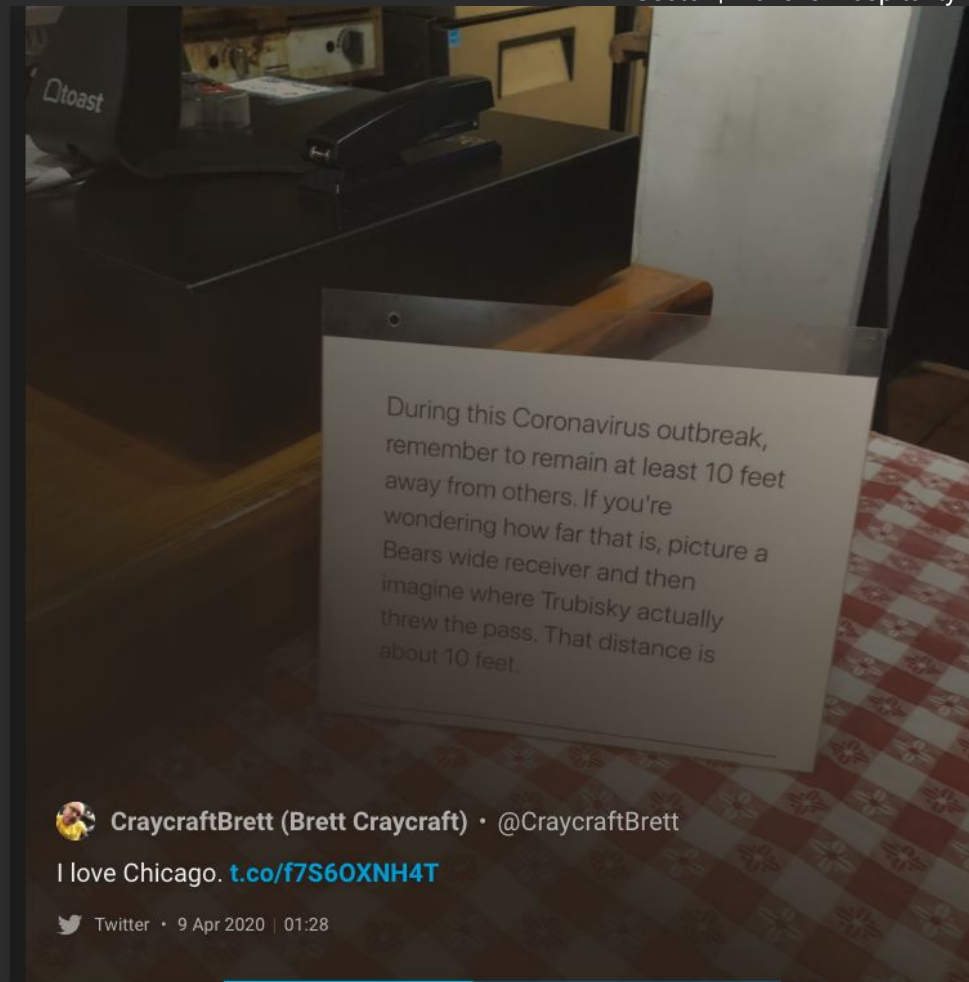 toast
During this Coronavirus outbreak,
remember to remain at least 10 feet
away from others. If you're
wondering how far that is, picture a
Bears wide receiver and then
imagine where Trubisky actually
threw the pass. That distance is
about 10 feet.
CraycraftBrett (Brett Craycraft) • @CraycraftBrett
I love Chicago. t.co/f7S6OXNH4T
Twitter • 9 Apr 2020 | 01:28